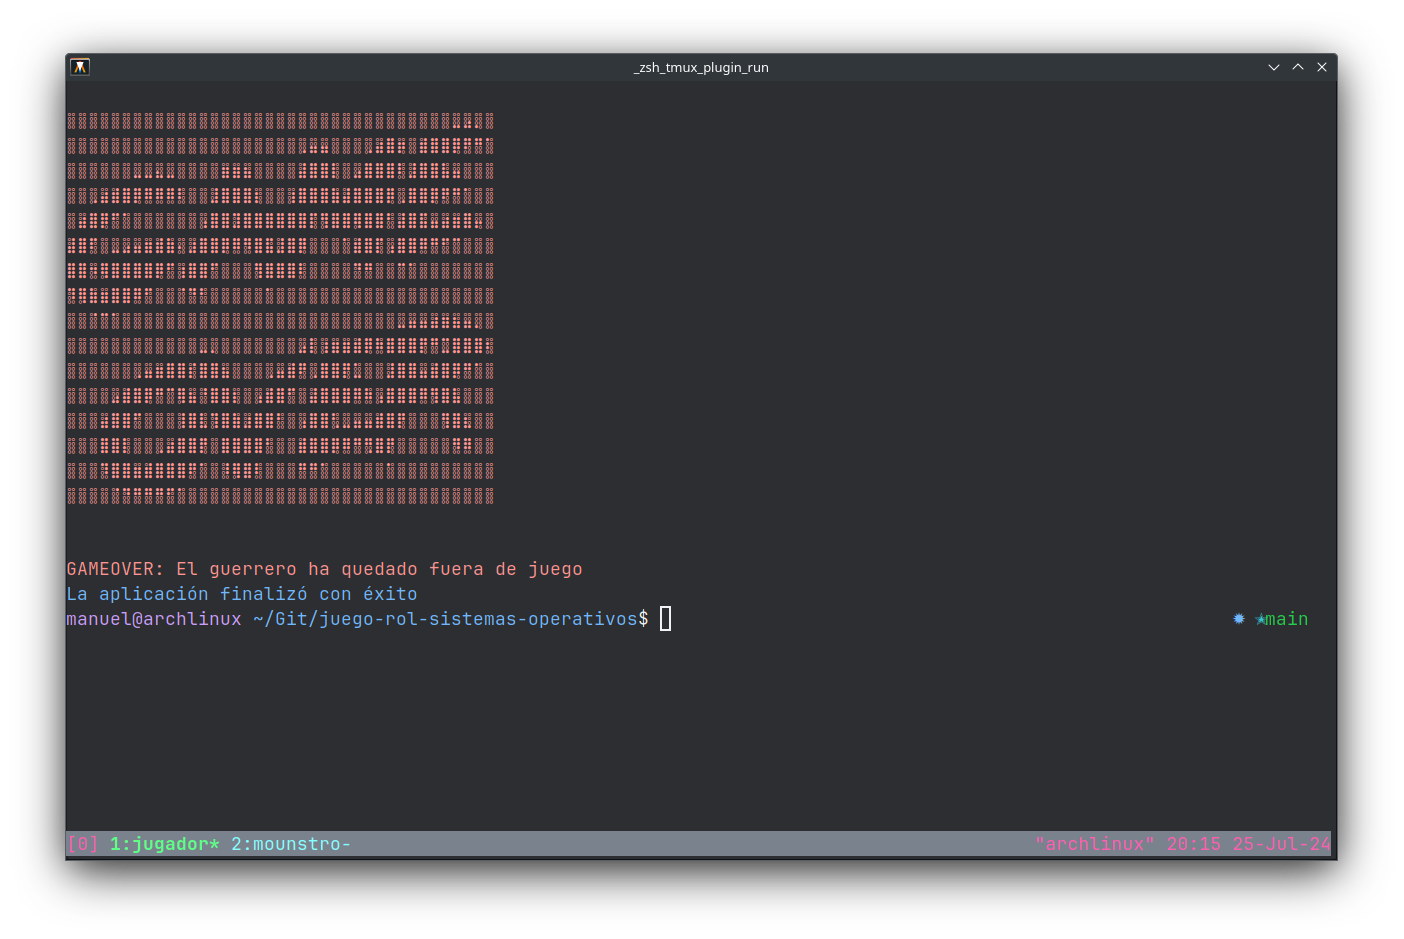 _zsh_tmux_plugin_run
GAMEOVER: El guerrero ha quedado fuera de juego
La aplicación finalizó con éxito
manuel@archlinux ~/Git/juego-rol-sistemas-operativos$ main
[0] 1:jugador* 2:mounstro- "archlinux" 20:15 25-Jul-24